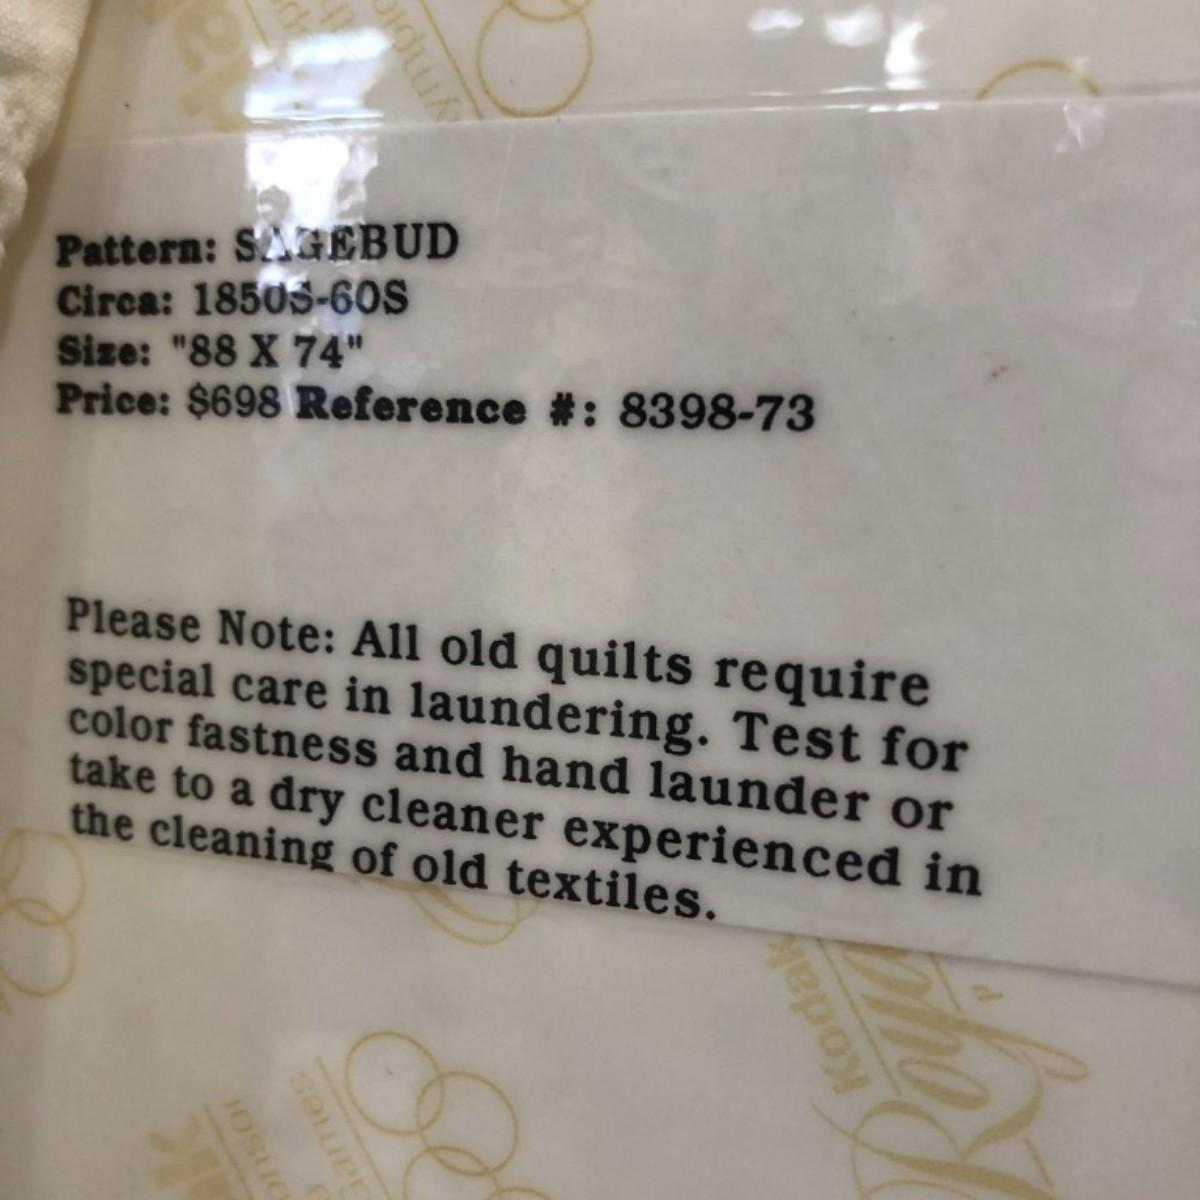 Pattern: SAGEBUD
Circa: 1850S-60S
Size: "88 X 74"
Price: $698 Reference #: 8398-73
Please Note: All old quilts require
special care in laundering. Test for
color fastness and hand launder or
take to a dry cleaner experienced in
the cleaning of old textiles.
Kodak
Royal